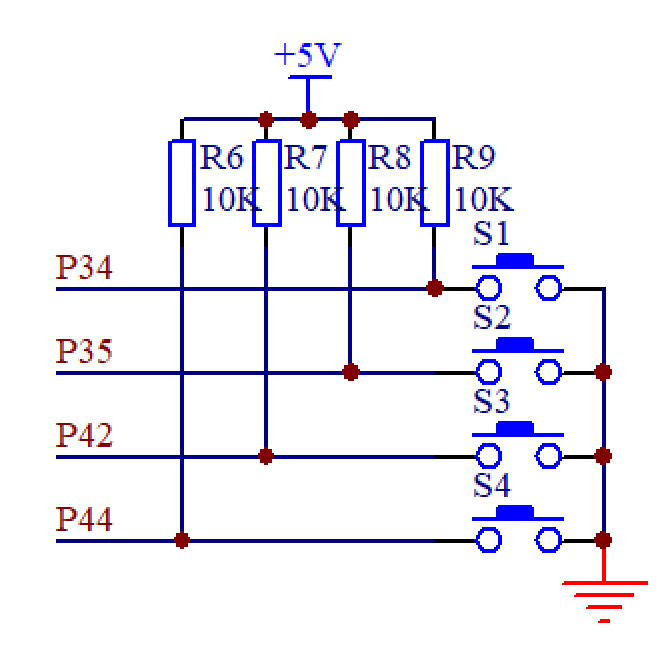 +5V
R6 R7 R8 R9
10K 10K 10K 10K
S1
P34
S2
P35
S3
P42
S4
P44